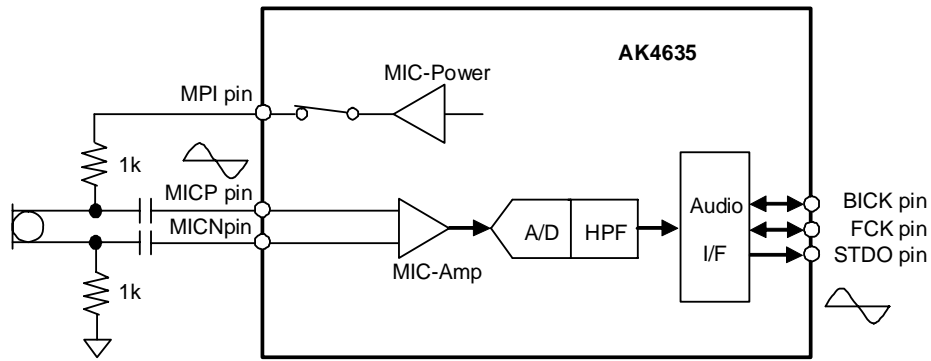 AK4635
MIC-Power
MPI pin
1k
MICP pin
MICNpin
MIC-Amp
A/D
HPF
Audio
I/F
BICK pin
FCK pin
STDO pin
1k